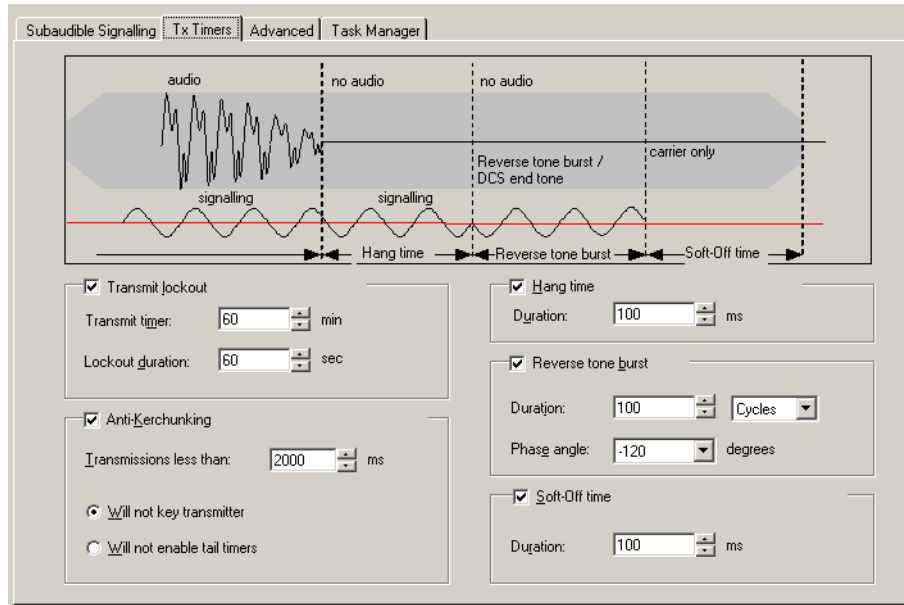 Subaudible Signalling
Tx Timers
Advanced
Task Manager
audio
no audio
no audio
Reverse tone burst /
DCS end tone
carrier only
signalling
signalling
Hang time
Reverse tone burst
Soft-Off time
Transmit lockout
Transmit timer:
60
min
Lockout duration:
60
sec
Anti-Kerchunking
Transmissions less than:
2000
ms
Will not key transmitter
Will not enable tail timers
Hang time
Duration:
100
ms
Reverse tone burst
Duration:
100
Cycles
Phase angle:
-120
degrees
Soft-Off time
Duration:
100
ms